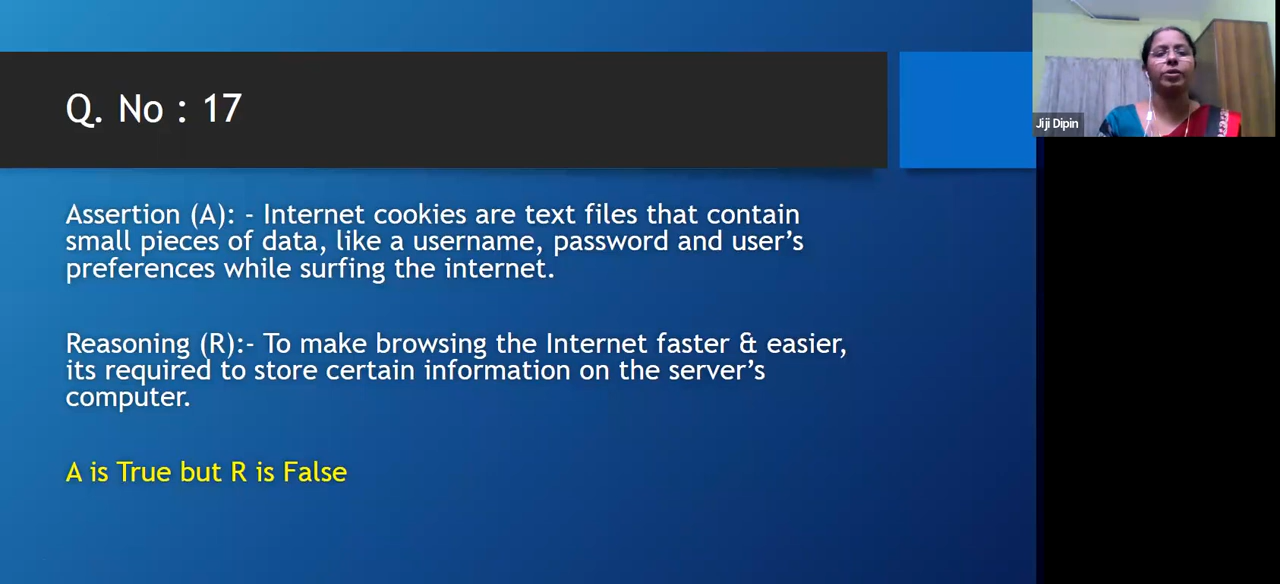 Q. No : 17
Jiji Dipin
Assertion (A): - Internet cookies are text files that contain
small pieces of data, like a username, password and user’s
preferences while surfing the internet.
Reasoning (R):- To make browsing the Internet faster & easier,
its required to store certain information on the server’s
computer.
A is True but R is False